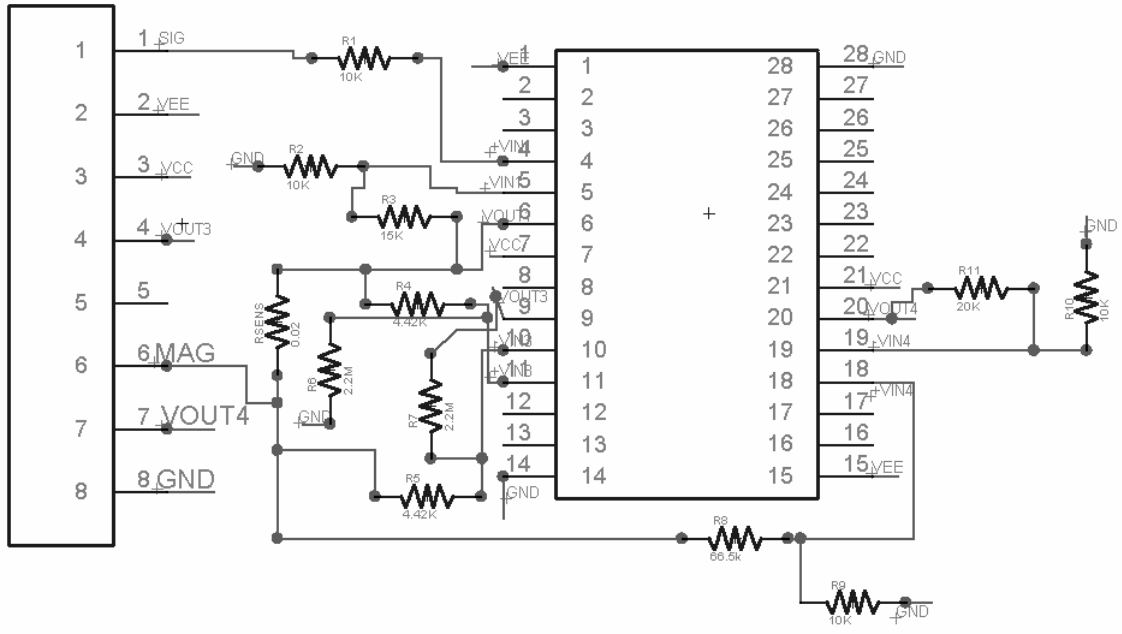 1 1 SIG
2 2 VEE
3 3 VCC
4 4 VOUT3
5 5
6 6 MAG
7 7 VOUT4
8 8 GND
R1
10K
GND
R2
10K
R3
15K
RSENS
0.02
R4
4.42K
R6
2.2M
GND
R7
2.2M
R5
4.42K
VEE 1 1
2 2
3 3
VIN 4 4
VIN1 5 5
VOUT1 6 6
VCC 7 7
8 8
VOUT3 9 9
VIN3 10 10
VIN3 11 11
12 12
13 13
14 14
GND
28 28 GND
27 27
26 26
25 25
24 24
23 23
22 22
21 21 VCC
20 20 VOUT4
19 19 VIN4
18 18
VIN4
17 17
16 16
15 15 VEE
R11
20K
GND
R10
10K
R8
66.5k
R9
10K
GND